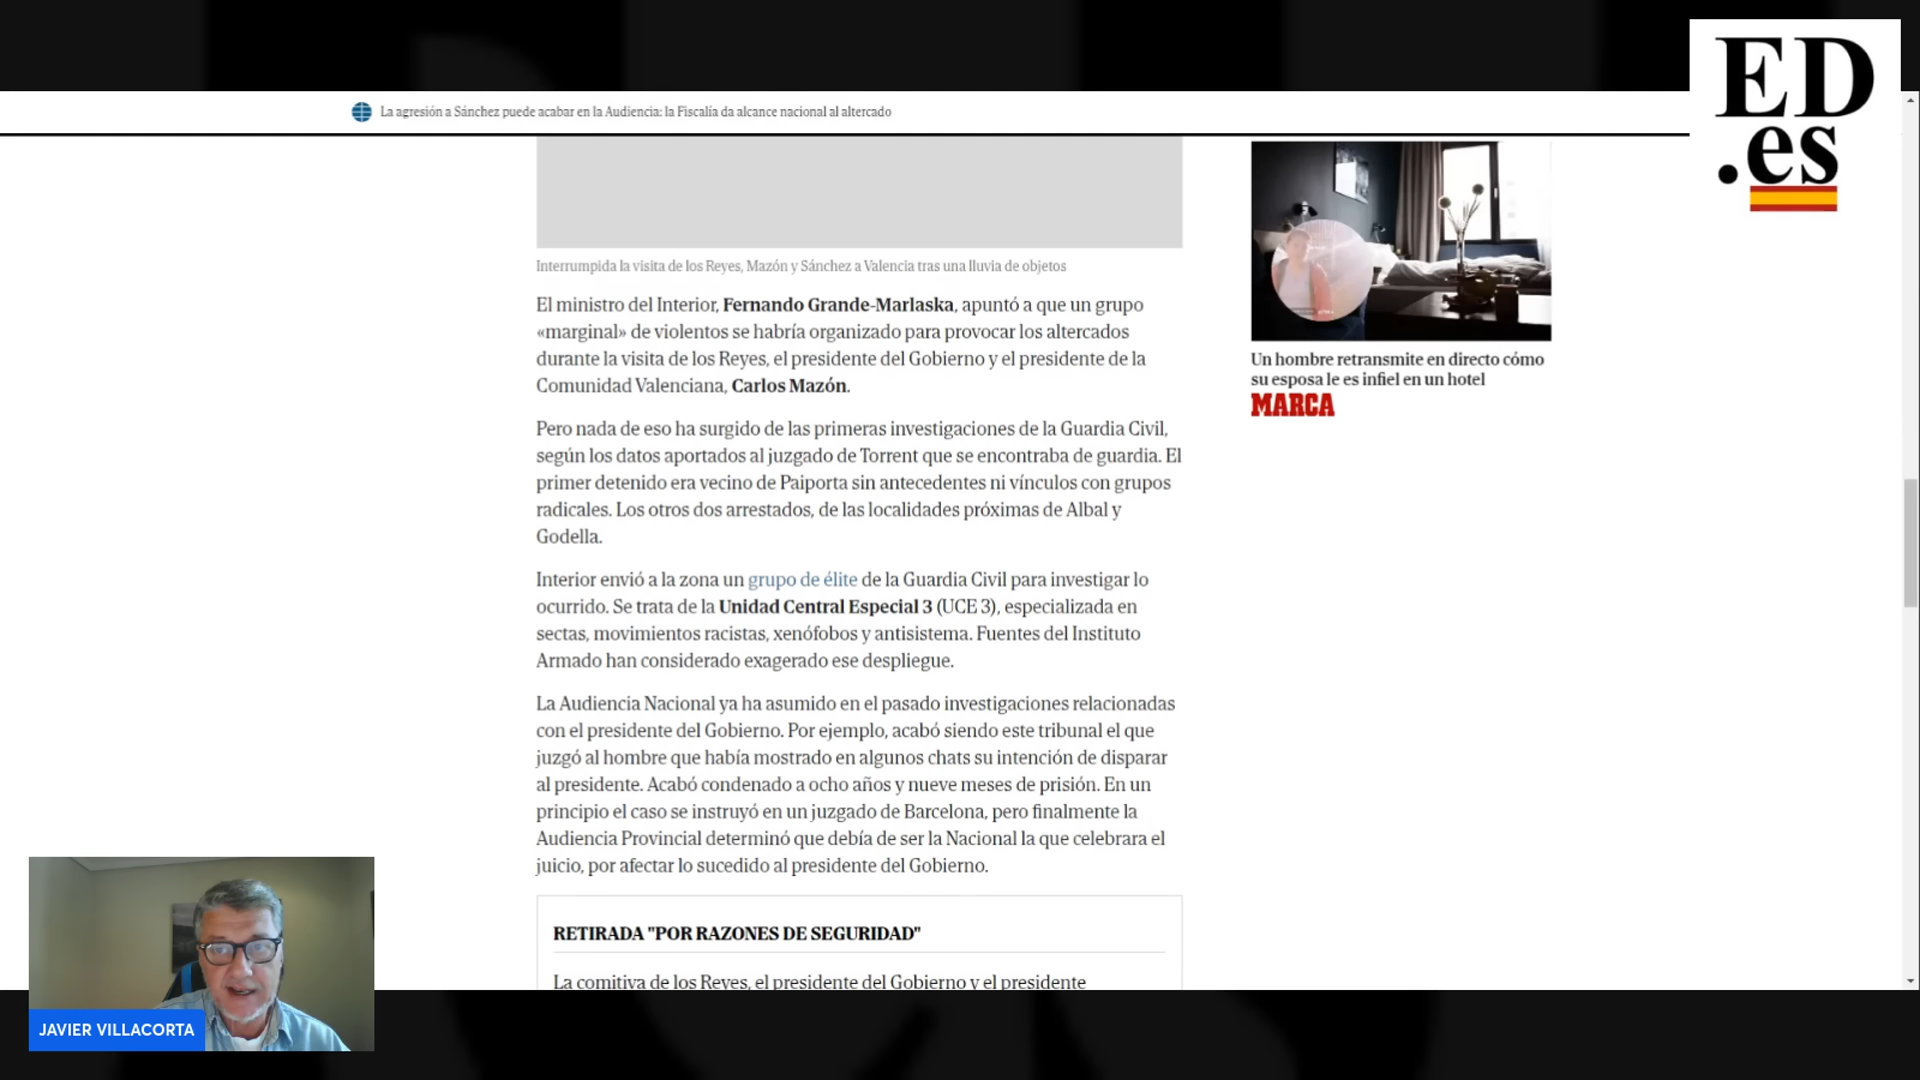 La agresión a Sánchez puede acabar en la Audiencia: la Fiscalía da alcance nacional al altercado
ED
.es
Interrumpida la visita de los Reyes, Mazón y Sánchez a Valencia tras una lluvia de objetos
El ministro del Interior, Fernando Grande-Marlaska, apuntó a que un grupo
«marginal» de violentos se habría organizado para provocar los altercados
durante la visita de los Reyes, el presidente del Gobierno y el presidente de la
Comunidad Valenciana, Carlos Mazón.
Pero nada de eso ha surgido de las primeras investigaciones de la Guardia Civil,
según los datos aportados al juzgado de Torrent que se encontraba de guardia. El
primer detenido era vecino de Paiporta sin antecedentes ni vínculos con grupos
radicales. Los otros dos arrestados, de las localidades próximas de Albal y
Godella.
Interior envió a la zona un grupo de élite de la Guardia Civil para investigar lo
ocurrido. Se trata de la Unidad Central Especial 3 (UCE 3), especializada en
sectas, movimientos racistas, xenófobos y antisistema. Fuentes del Instituto
Armado han considerado exagerado ese despliegue.
La Audiencia Nacional ya ha asumido en el pasado investigaciones relacionadas
con el presidente del Gobierno. Por ejemplo, acabó siendo este tribunal el que
juzgó al hombre que había mostrado en algunos chats su intención de disparar
al presidente. Acabó condenado a ocho años y nueve meses de prisión. En un
principio el caso se instruyó en un juzgado de Barcelona, pero finalmente la
Audiencia Provincial determinó que debía de ser la Nacional la que celebrara el
juicio, por afectar lo sucedido al presidente del Gobierno.
RETIRADA "POR RAZONES DE SEGURIDAD"
La comitiva de los Reyes, el presidente del Gobierno y el presidente
Un hombre retransmite en directo cómo
su esposa le es infiel en un hotel
MARCA
JAVIER VILLACORTA